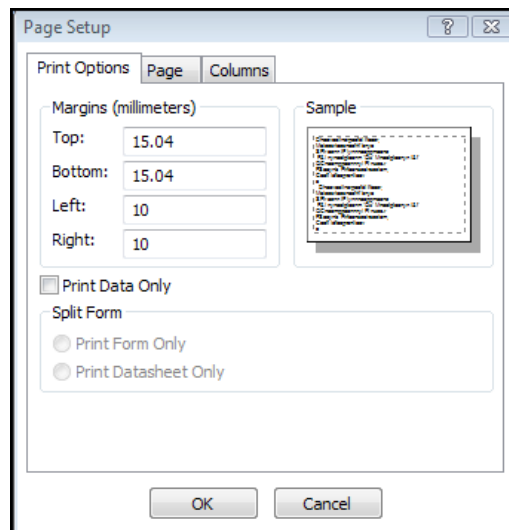 Page Setup
Print Options
Page
Columns
Margins (millimeters)
Top:
15.04
Bottom:
15.04
Left:
10
Right:
10
Sample
Print Data Only
Split Form
Print Form Only
Print Datasheet Only
OK
Cancel